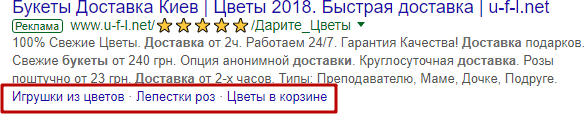 Букеты Доставка Киев | Цветы 2018. Быстрая доставка | u-f-l.net/
Реклама www.u-f-l.net/⭐⭐⭐⭐⭐/Дарите_Цветы ▼
100% Свежие Цветы. Доставка от 2ч. Работаем 24/7. Гарантия Качества! Доставка подарков.
Свежие букеты от 240 грн. Опция анонимной доставки. Круглосуточная доставка. Розы
поштучно от 23 грн. Доставка от 2-х часов. Типы: Преподавателю, Маме, Дочке, Подруге.
Игрушки из цветов · Лепестки роз · Цветы в корзине